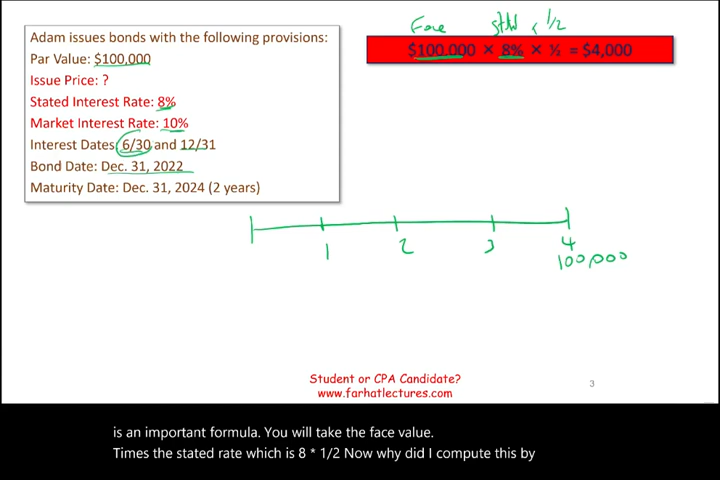 Face stated 1/2
Adam issues bonds with the following provisions:
$100,000 × 8% × ½ = $4,000
Par Value: $100,000
Issue Price: ?
Stated Interest Rate: 8%
Market Interest Rate: 10%
Interest Dates: 6/30 and 12/31
Bond Date: Dec. 31, 2022
Maturity Date: Dec. 31, 2024 (2 years)
1 2 3 4
100,000
Student or CPA Candidate?
www.farhatlectures.com
3
is an important formula. You will take the face value.
Times the stated rate which is 8 * 1/2 Now why did I compute this by